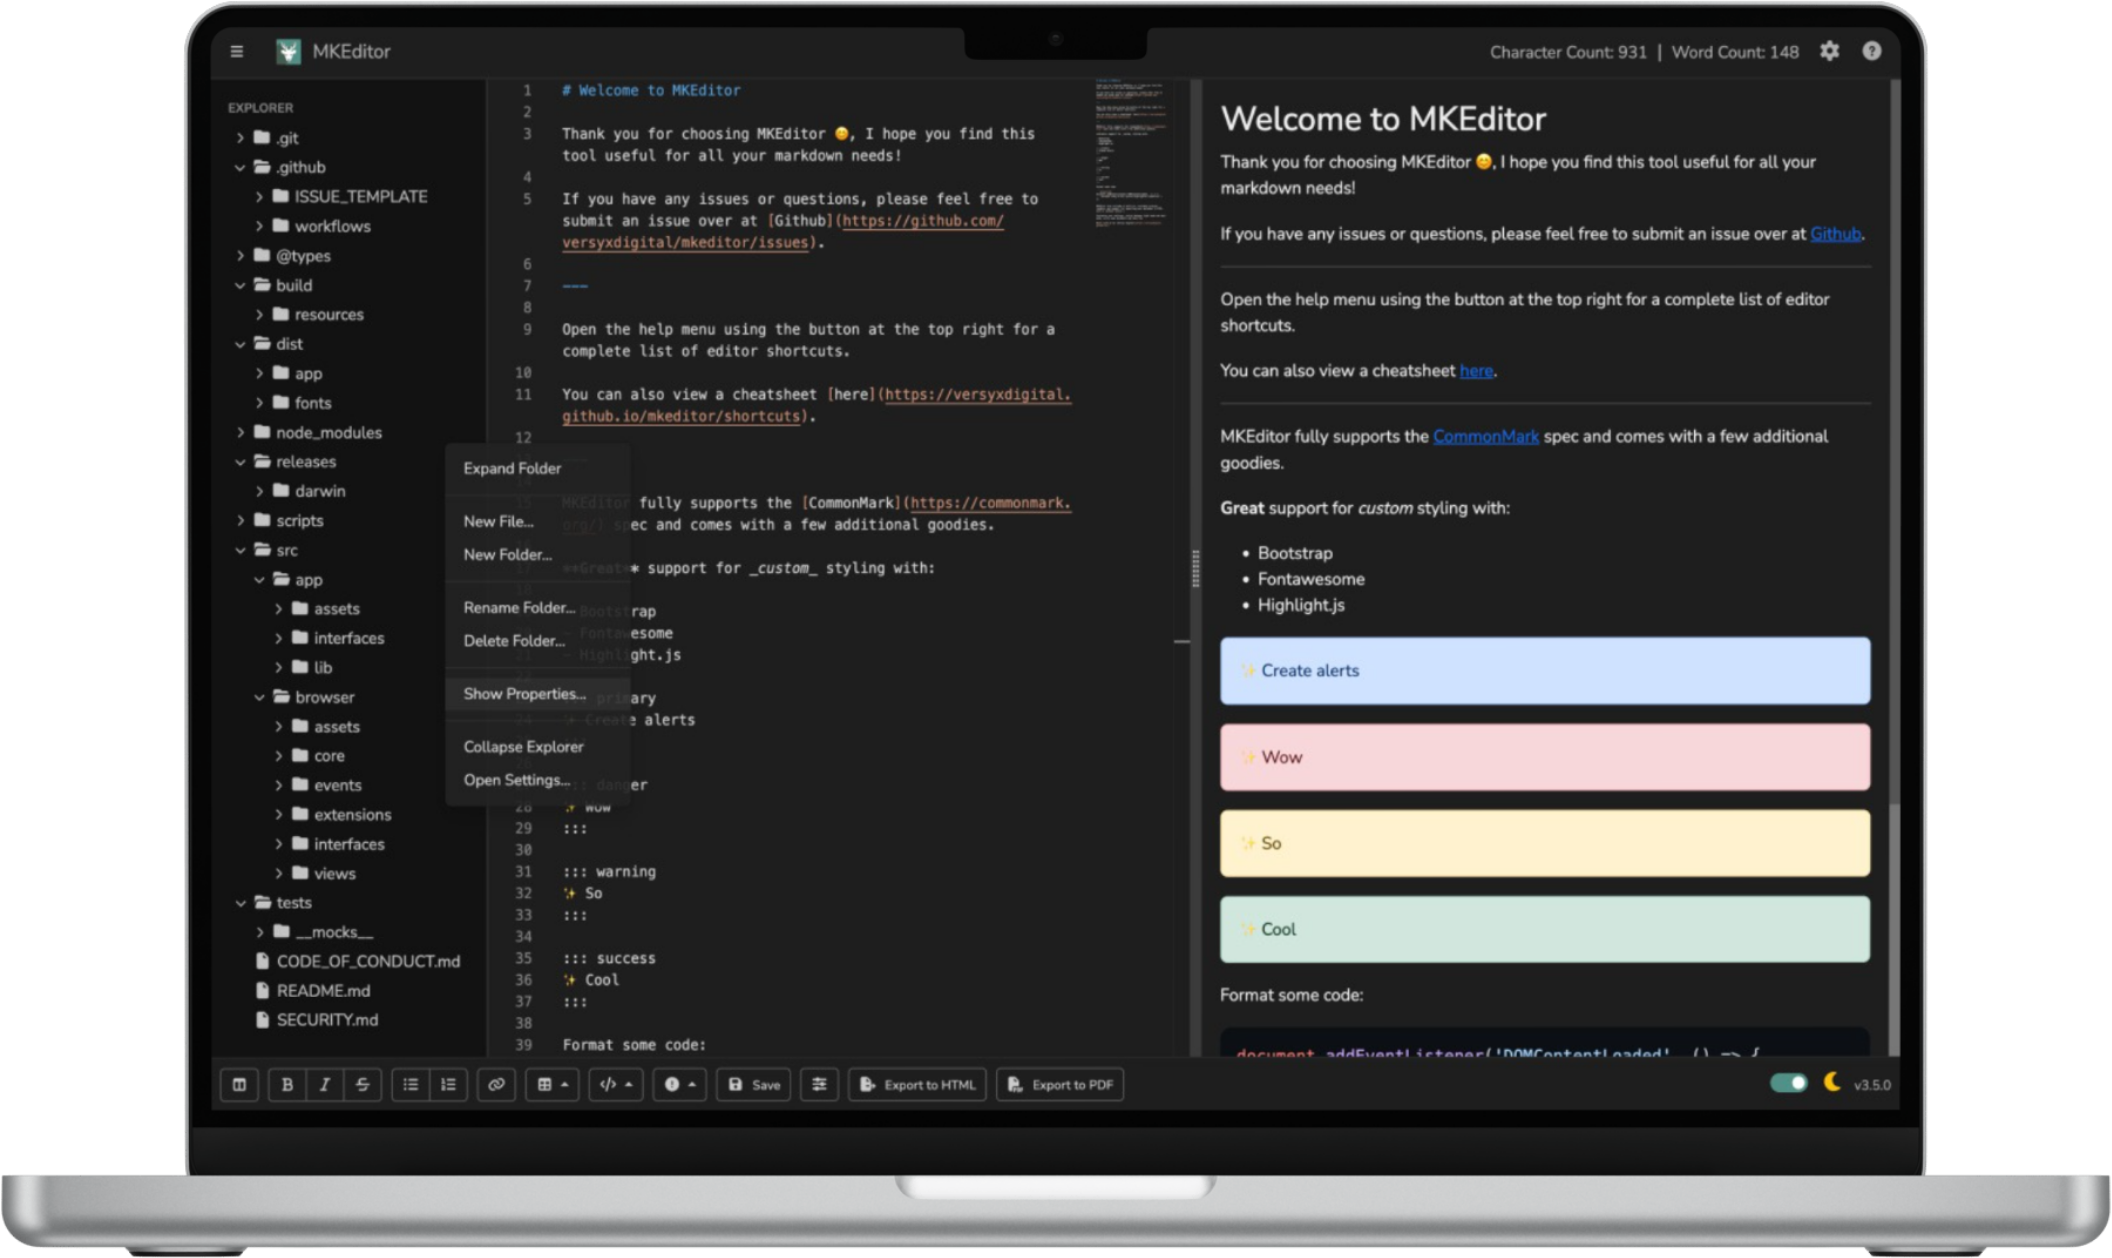 MKEditor
Character Count: 931 | Word Count: 148
EXPLORER
.git
.github
ISSUE_TEMPLATE
workflows
@types
build
resources
dist
app
fonts
node_modules
releases
darwin
scripts
src
app
assets
interfaces
lib
browser
assets
core
events
extensions
interfaces
views
tests
__mocks__
CODE_OF_CONDUCT.md
README.md
SECURITY.md
1 # Welcome to MKEditor
2
3 Thank you for choosing MKEditor 😊, I hope you find this
tool useful for all your markdown needs!
4
5 If you have any issues or questions, please feel free to
submit an issue over at [Github](https://github.com/
versyxdigital/mkeditor/issues).
6
7 ---
8
9 Open the help menu using the button at the top right for a
complete list of editor shortcuts.
10
11 You can also view a cheatsheet [here](https://versyxdigital.
github.io/mkeditor/shortcuts).
12
15 MKEditor fully supports the [CommonMark](https://commonmark.
org/) spec and comes with a few additional goodies.
17 **Great** support for _custom_ styling with:
- Bootstrap
- Fontawesome
21 - Highlight.js
::: primary
24 ✨ Create alerts
:::
::: danger
28 ✨ Wow
29 :::
30
31 ::: warning
32 ✨ So
33 :::
34
35 ::: success
36 ✨ Cool
37 :::
38
39 Format some code:
Expand Folder
New File...
New Folder...
Rename Folder...
Delete Folder...
Show Properties...
Collapse Explorer
Open Settings...
Welcome to MKEditor
Thank you for choosing MKEditor 😊, I hope you find this tool useful for all your
markdown needs!
If you have any issues or questions, please feel free to submit an issue over at Github.
Open the help menu using the button at the top right for a complete list of editor
shortcuts.
You can also view a cheatsheet here.
MKEditor fully supports the CommonMark spec and comes with a few additional
goodies.
Great support for custom styling with:
• Bootstrap
• Fontawesome
• Highlight.js
✨ Create alerts
✨ Wow
✨ So
✨ Cool
Format some code:
document.addEventListener('DOMContentLoaded', () => {
B I S Save Export to HTML Export to PDF
v3.5.0